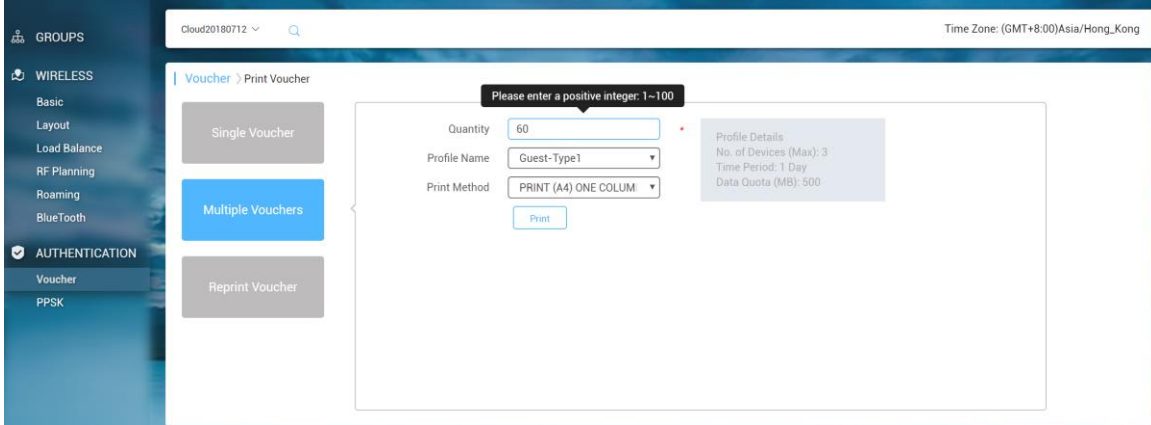 GROUPS
WIRELESS
Basic
Layout
Load Balance
RF Planning
Roaming
BlueTooth
AUTHENTICATION
Voucher
PPSK
Cloud20180712
Time Zone: (GMT+8:00)Asia/Hong_Kong
Voucher > Print Voucher
Single Voucher
Multiple Vouchers
Reprint Voucher
Please enter a positive integer: 1~100
Quantity 60 *
Profile Name Guest-Type1
Print Method PRINT (A4) ONE COLUM
Print
Profile Details
No. of Devices (Max): 3
Time Period: 1 Day
Data Quota (MB): 500